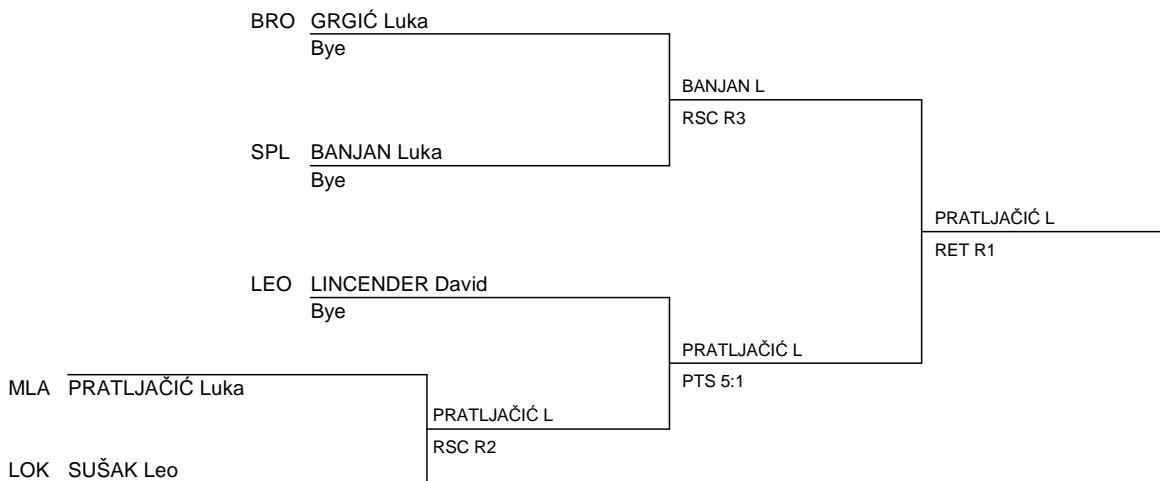 BRO GRGIĆ Luka
Bye
BANJAN L
RSC R3
SPL BANJAN Luka
Bye
PRATLJAČIĆ L
RET R1
LEO LINCENDER David
Bye
PRATLJAČIĆ L
PTS 5:1
MLA PRATLJAČIĆ Luka
PRATLJAČIĆ L
RSC R2
LOK SUŠAK Leo